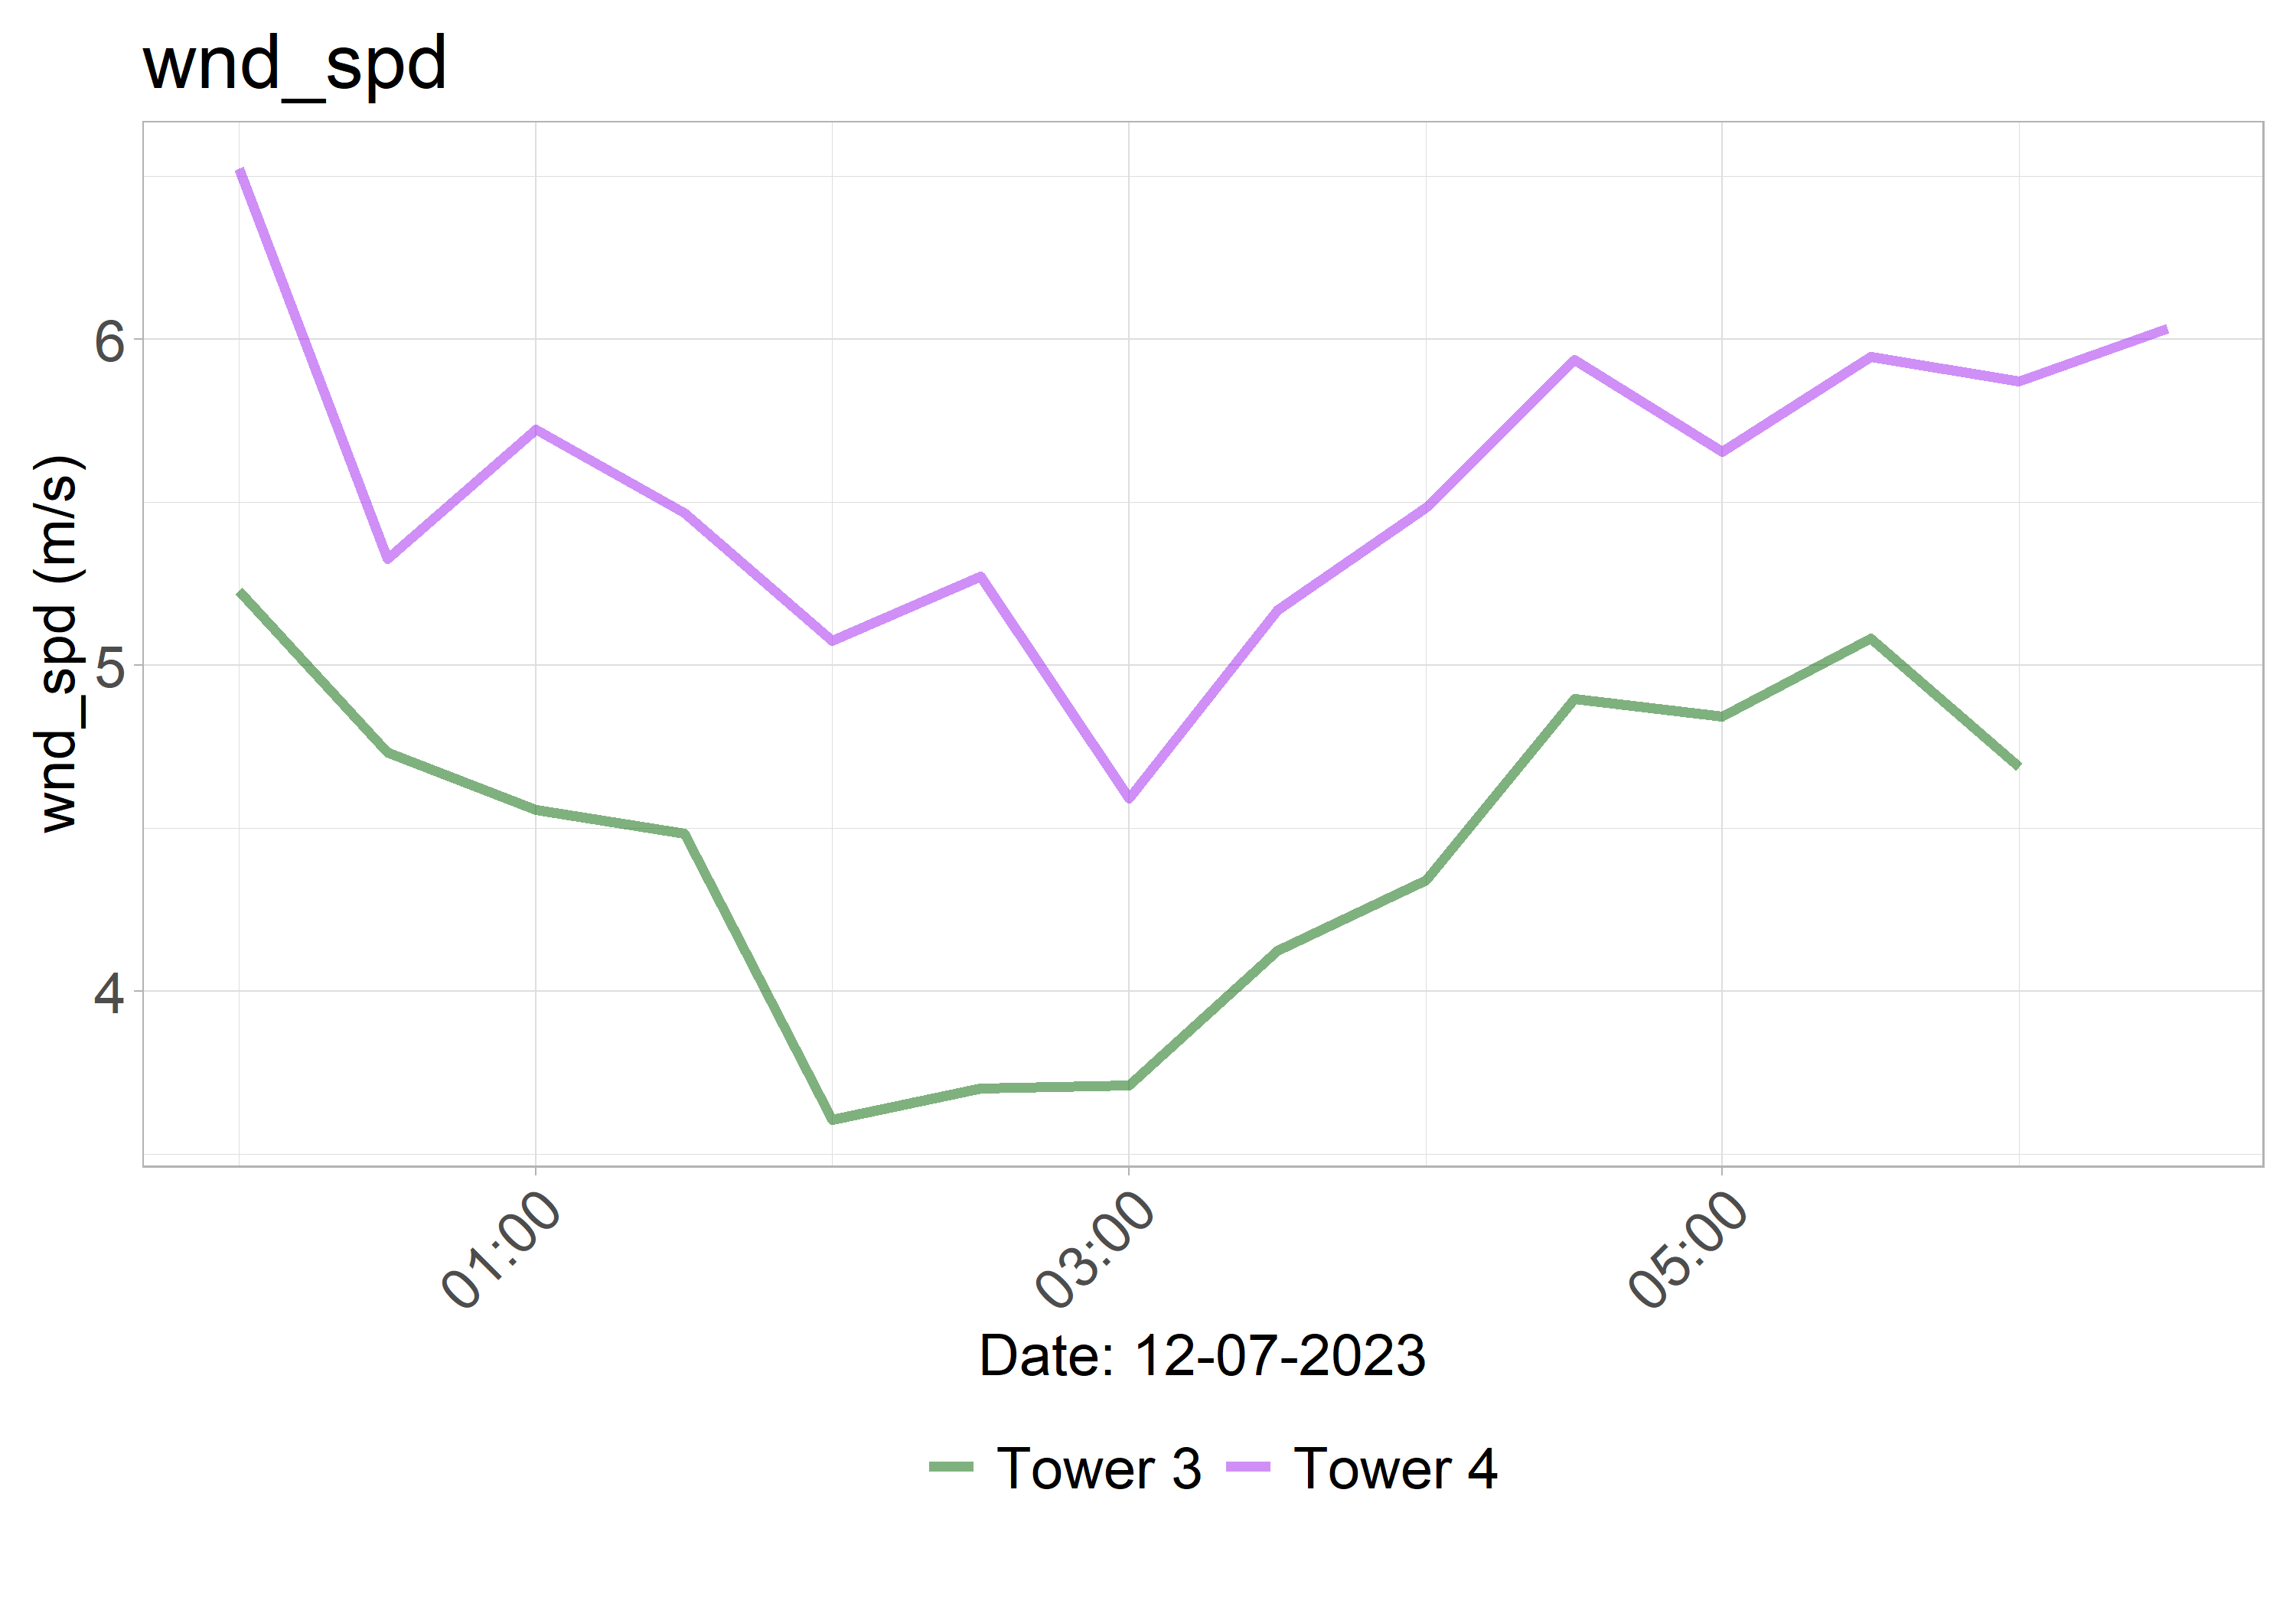 wnd_spd
wnd_spd (m/s)
6
5
4
01:00
03:00
05:00
Date: 12-07-2023
Tower 3
Tower 4